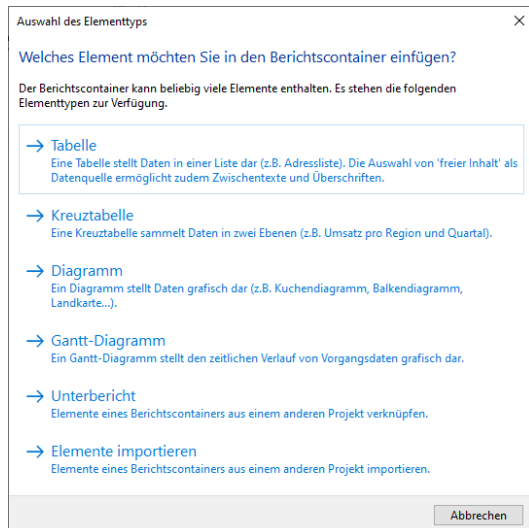 Auswahl des Elementtyps
Welches Element möchten Sie in den Berichtscontainer einfügen?
Der Berichtscontainer kann beliebig viele Elemente enthalten. Es stehen die folgenden
Elementtypen zur Verfügung.
Tabelle
Eine Tabelle stellt Daten in einer Liste dar (z.B. Adressliste). Die Auswahl von 'freier Inhalt' als
Datenquelle ermöglicht zudem Zwischentexte und Überschriften.
Kreuztabelle
Eine Kreuztabelle sammelt Daten in zwei Ebenen (z.B. Umsatz pro Region und Quartal).
Diagramm
Ein Diagramm stellt Daten grafisch dar (z.B. Kuchendiagramm, Balkendiagramm,
Landkarte...).
Gantt-Diagramm
Ein Gantt-Diagramm stellt den zeitlichen Verlauf von Vorgangsdaten grafisch dar.
Unterbericht
Elemente eines Berichtscontainers aus einem anderen Projekt verknüpfen.
Elemente importieren
Elemente eines Berichtscontainers aus einem anderen Projekt importieren.
Abbrechen